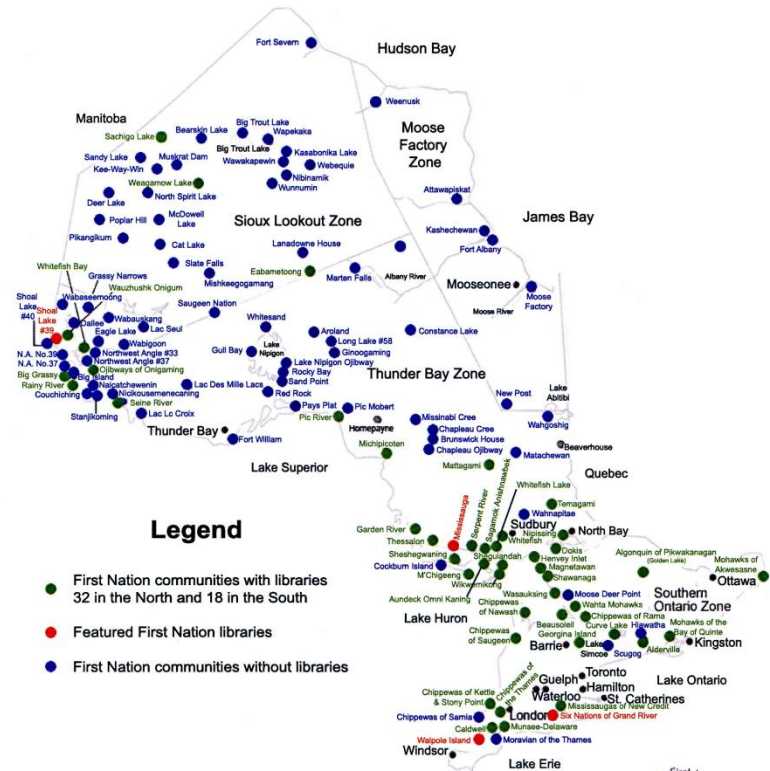 Fort Severn
Hudson Bay
Weenusk
Manitoba
Moose
Factory
Zone
Sachigo Lake
Bearskin Lake
Big Trout Lake
Wapekaka
Big Trout Lake
Kasabonika Lake
Sandy Lake
Muskrat Dam
Wawakapewin
Webequie
Kee-Way-Win
Nibinamik
Weagamow Lake
Wunnumin
Attawapiskat
Deer Lake
North Spirit Lake
Sioux Lookout Zone
James Bay
Poplar Hill
McDowell
Lake
Kashechewan
Pikangikum
Cat Lake
Lanadowne House
Fort Albany
Whitefish Bay
Slate Falls
Eabametoong
Marten Falls
Albany River
Grassy Narrows
Mishkeegogamang
Mooseonee
Wauzhushk Onigum
Moose River
Moose
Factory
Shoal
Lake
#40
Wabaseemoong
Saugeen Nation
Shoal
Lake
#39
Dallee
Wabauskang
Whitesand
Aroland
Constance Lake
Eagle Lake
Lac Seul
Lake
Nipigon
Long Lake #58
N.A. No.39
Wabigoon
Gull Bay
Ginoogaming
Northwest Angle #33
N.A. No.37
Northwest Angle #37
Lake Nipigon Ojibway
Thunder Bay Zone
Big Grassy
Ojibways of Onigaming
Rocky Bay
Big Island
Rainy River
Naicatchewenin
Lac Des Mille Lacs
Sand Point
Couchiching
Nicikousemenecaning
Red Rock
New Post
Lake
Abitibi
Stanjikoming
Seine River
Pays Plat
Pic Mobert
Lac Lc Croix
Pic River
Missinabi Cree
Wahgoshig
Thunder Bay
Homepayne
Chapleau Cree
Fort William
Brunswick House
Beaverhouse
Michipicoten
Chapleau Ojibway
Matachewan
Lake Superior
Mattagami
Quebec
Whitefish Lake
Sagamok Anishnawbek
Serpent River
Mississauga
Temagami
Wahnapitae
Legend
Garden River
Sudbury
North Bay
Thessalon
Nipissing
Whitefish
Sheshegwaning
Sheguiandah
Dokis
Algonquin of Pikwakanagan
(Golden Lake)
Mohawks of
Akwesasne
Cockburn Island
Henvey Inlet
Magnetawan
First Nation communities with libraries
32 in the North and 18 in the South
M'Chigeeng
Wikwemikong
Shawanaga
Ottawa
Aundeck Omni Kaning
Wasauksing
Moose Deer Point
Southern
Ontario Zone
Lake Huron
Chippewas
of Nawash
Wahta Mohawks
Featured First Nation libraries
Beausoleil
Chippewas of Rama
Georgina Island
Curve Lake
Hiawatha
Mohawks of the
Bay of Quinte
Chippewas
of Saugeen
First Nation communities without libraries
Barrie
Lake
Simcoe
Scugog
Alderville
Kingston
Toronto
Lake Ontario
Guelph
Hamilton
Chippewas of
the Thames
Waterloo
St. Catherines
Chippewas of Kettle
& Stony Point
Mississaugas of New Credit
Chippewas of Sarnia
London
Six Nations of Grand River
Caldwell
Munsee-Delaware
Walpole Island
Moravian of the Thames
Windsor
Lake Erie